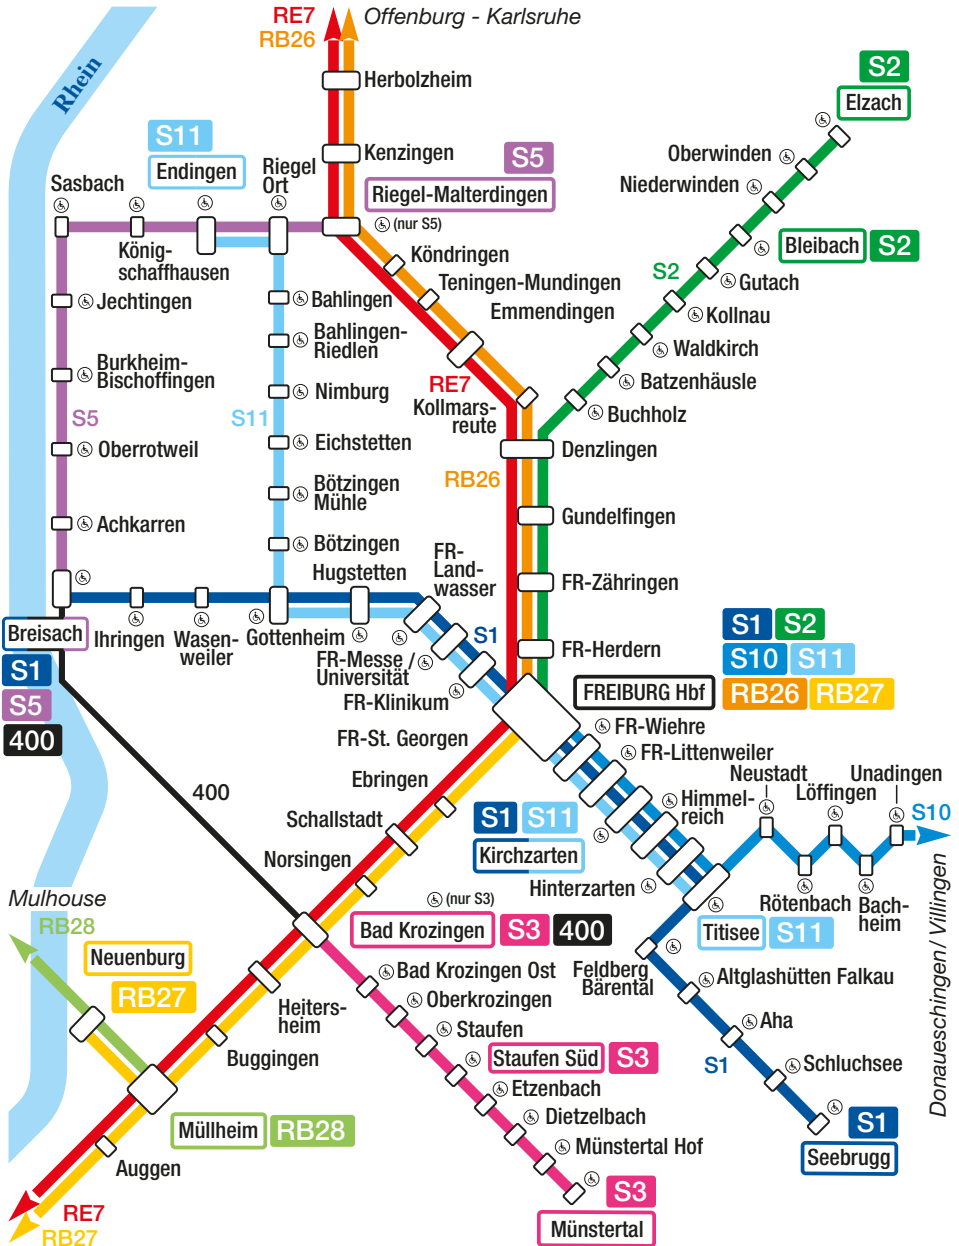 RE7
RB26
Offenburg - Karlsruhe
Rhein
Herbolzheim
Kenzingen
S2
Elzach
Oberwinden
Niederwinden
Bleibach S2
Gutach
Kollnau
Waldkirch
Batzenhäusle
Buchholz
S2
S11
Endingen
Riegel
Ort
S5
Riegel-Malterdingen
(nur S5)
Sasbach
König-
schaffhausen
Jechtingen
Burkheim-
Bischoffingen
S5
Oberrotweil
Achkarren
Bahlingen
Bahlingen-
Riedlen
Nimburg
S11
Eichstetten
Bötzingen
Mühle
Bötzingen
Köndringen
Teningen-Mundingen
Emmendingen
RE7
Kollmars-
reute
Denzlingen
RB26
Gundelfingen
FR-Zähringen
FR-Herdern
Breisach
S1
S5
400
Ihringen
Wasen-
weiler
Gottenheim
Hugstetten
FR-
Land-
wasser
S1
FR-Messe /
Universität
FR-Klinikum
S1 S2
S10 S11
FREIBURG Hbf RB26 RB27
FR-Wiehre
FR-Littenweiler
Himmel-
reich
S1 S11
Kirchzarten
Hinterzarten
Titisee S11
Neustadt
Löffingen
Unadingen
S10
Rötenbach
Bach-
heim
Donaueschingen / Villingen
Feldberg
Bärental
Altglashütten Falkau
Aha
S1
Schluchsee
S1
Seebrugg
FR-St. Georgen
Ebringen
Schallstadt
Norsingen
400
(nur S3)
Bad Krozingen S3 400
Bad Krozingen Ost
Oberkrozingen
Staufen
Staufen Süd S3
Etzenbach
Dietzelbach
Münstertal Hof
S3
Münstertal
Heiters-
heim
Buggingen
Mulhouse
RB28
Neuenburg
RB27
Müllheim RB28
Auggen
RE7
RB27